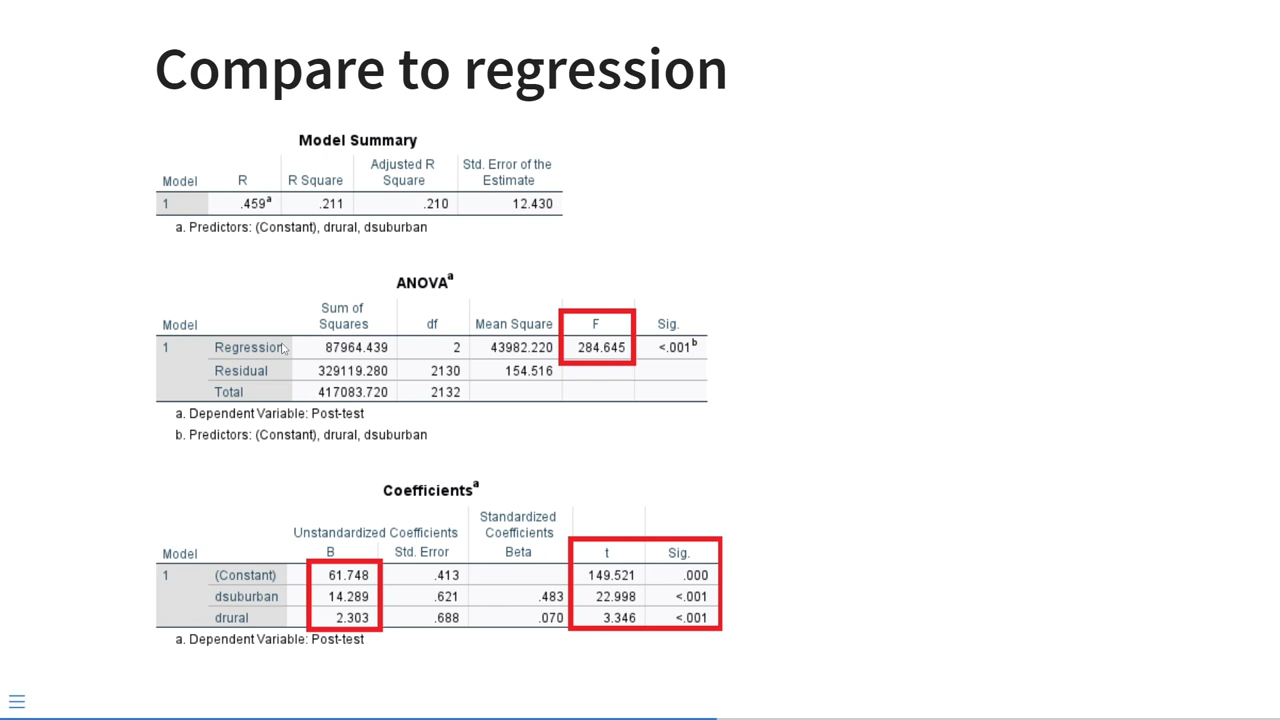 Compare to regression
Model Summary
Model R R Square Adjusted R Square Std. Error of the Estimate
1 .459a .211 .210 12.430
a. Predictors: (Constant), drural, dsuburban
ANOVAa
Model Sum of Squares df Mean Square F Sig.
1 Regression 87964.439 2 43982.220 284.645 <.001b
Residual 329119.280 2130 154.516
Total 417083.720 2132
a. Dependent Variable: Post-test
b. Predictors: (Constant), drural, dsuburban
Coefficientsa
Unstandardized Coefficients Standardized Coefficients
Model B Std. Error Beta t Sig.
1 (Constant) 61.748 .413 149.521 .000
dsuburban 14.289 .621 .483 22.998 <.001
drural 2.303 .688 .070 3.346 <.001
a. Dependent Variable: Post-test